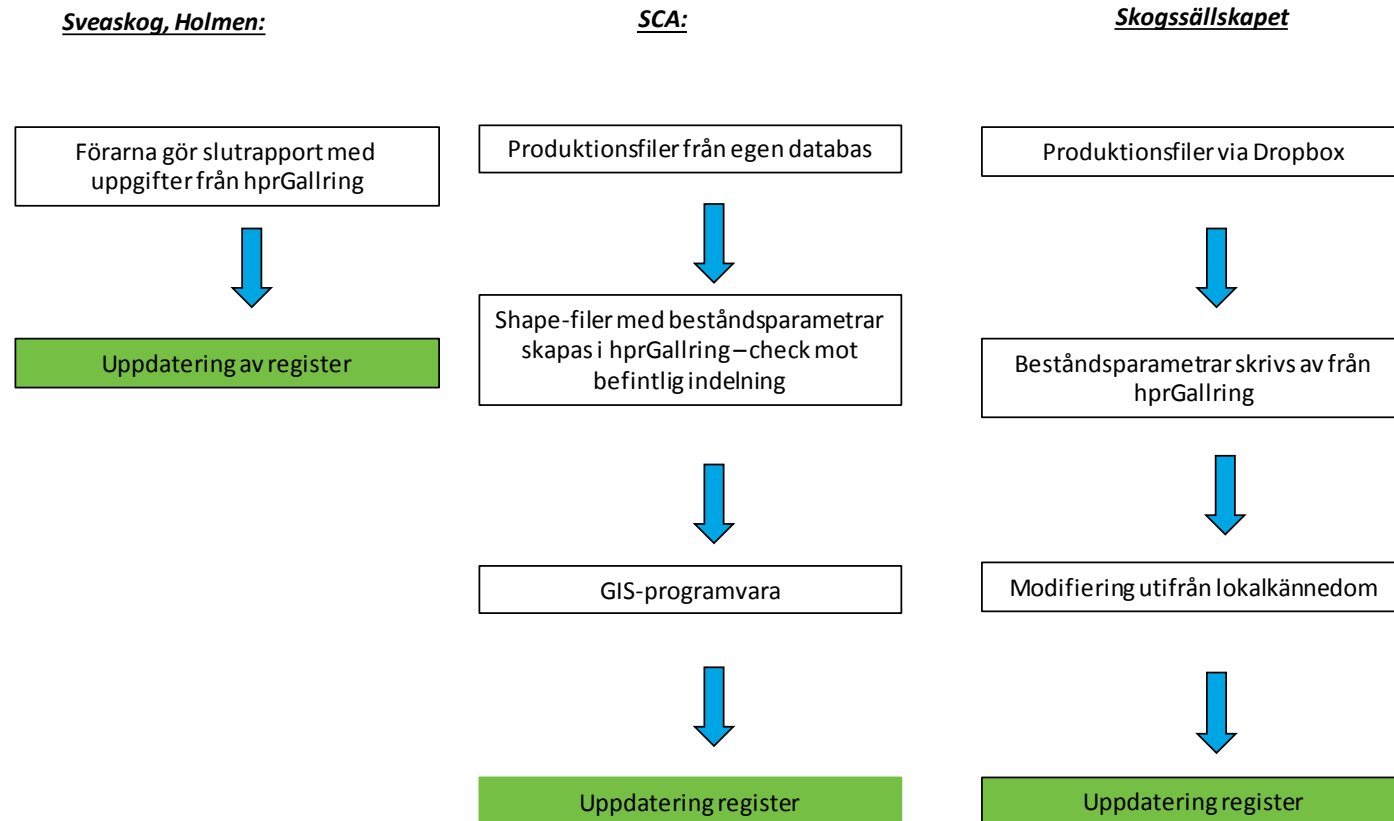 Sveaskog, Holmen:
Förarna gör slutrapport med
uppgifter från hprGallring
Uppdatering av register
SCA:
Produktionsfiler från egen databas
Shape-filer med beståndsparametrar
skapas i hprGallring – check mot
befintlig indelning
GIS-programvara
Uppdatering register
Skogssällskapet
Produktionsfiler via Dropbox
Beståndsparametrar skrivs av från
hprGallring
Modifiering utifrån lokalkännedom
Uppdatering register